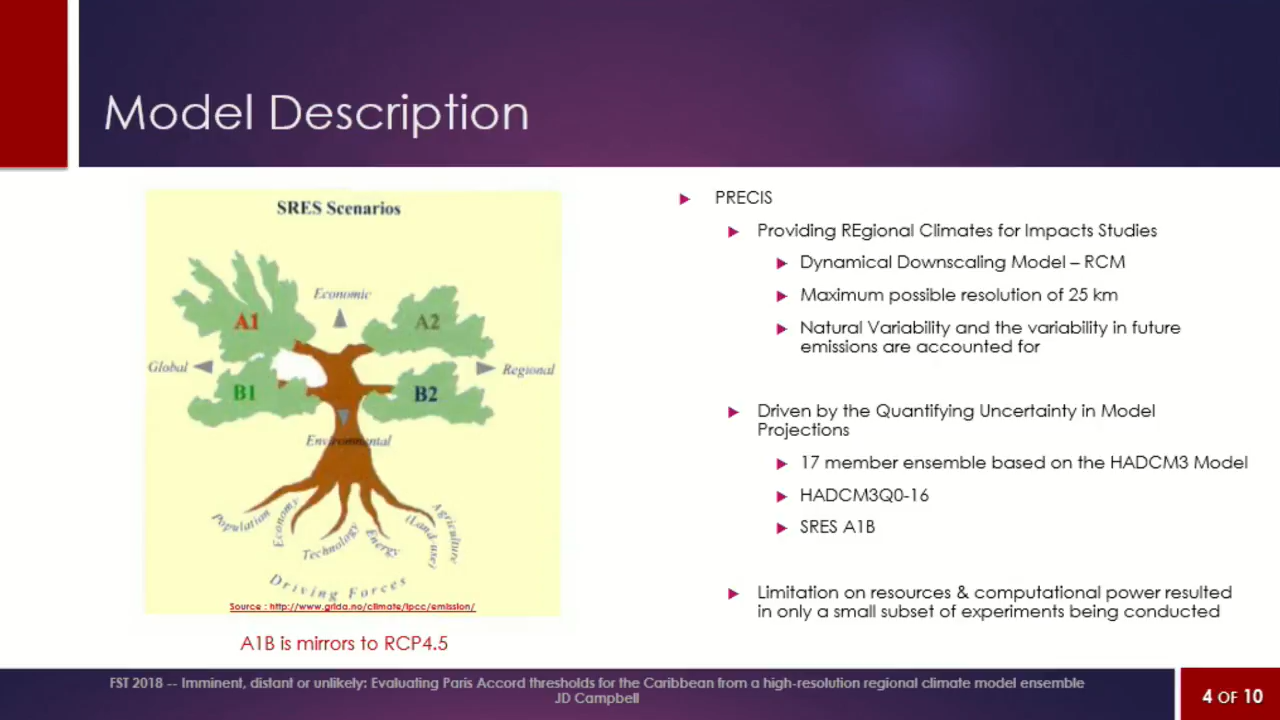 Model Description
SRES Scenarios
Economic
A1
A2
Global
Regional
B1
B2
Environmental
Population
Economy
Technology
Energy
Agriculture
(Land-use)
Driving Forces
Source : http://www.grida.no/climate/ipcc/emission/
A1B is mirrors to RCP4.5
PRECIS
Providing REgional Climates for Impacts Studies
Dynamical Downscaling Model – RCM
Maximum possible resolution of 25 km
Natural Variability and the variability in future
emissions are accounted for
Driven by the Quantifying Uncertainty in Model
Projections
17 member ensemble based on the HADCM3 Model
HADCM3Q0-16
SRES A1B
Limitation on resources & computational power resulted
in only a small subset of experiments being conducted
FST 2018 -- Imminent, distant or unlikely: Evaluating Paris Accord thresholds for the Caribbean from a high-resolution regional climate model ensemble
JD Campbell
4 OF 10